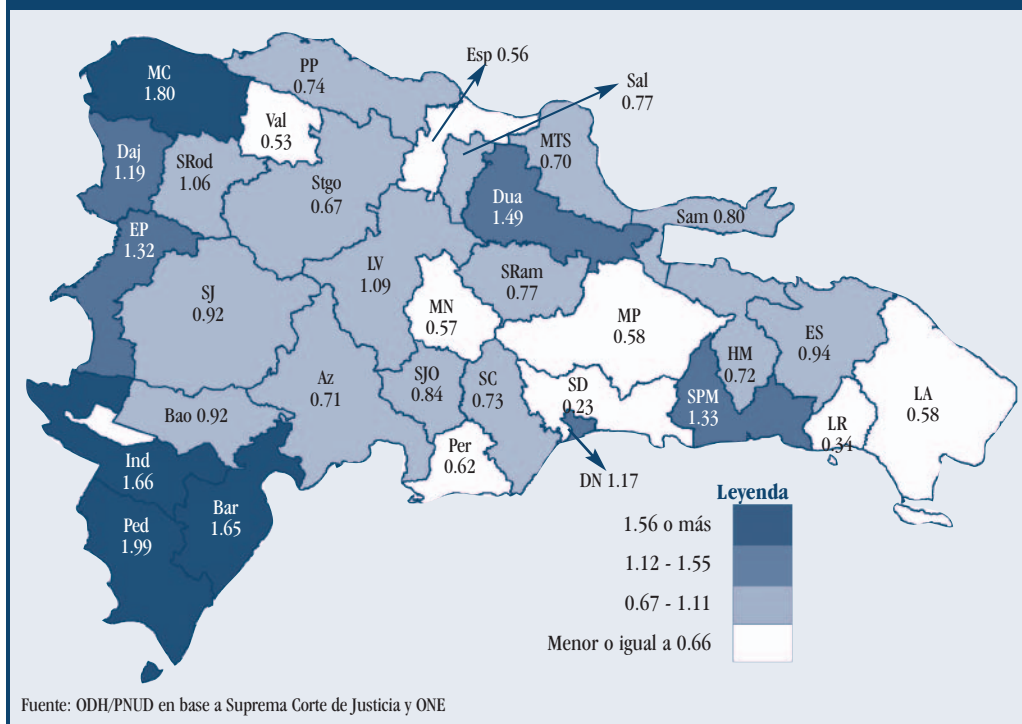 Esp 0.56
PP
0.74
Sal
0.77
MC
1.80
Val
0.53
MTS
0.70
Daj
1.19
SRod
1.06
Stgo
0.67
Dua
1.49
Sam 0.80
EP
1.32
LV
1.09
SRam
0.77
SJ
0.92
MN
0.57
MP
0.58
ES
0.94
HM
0.72
Az
0.71
SJO
0.84
SC
0.73
SD
0.23
SPM
1.33
LA
0.58
Bao 0.92
LR
0.34
Per
0.62
Ind
1.66
DN 1.17
Bar
1.65
Ped
1.99
Leyenda
1.56 o más
1.12 - 1.55
0.67 - 1.11
Menor o igual a 0.66
Fuente: ODH/PNUD en base a Suprema Corte de Justicia y ONE